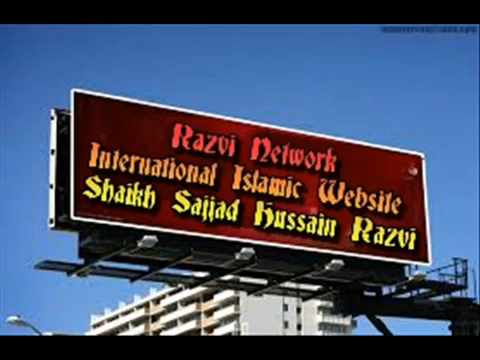 Razvi Network
International Islamic Website
Shaikh Sajjad Hussain Razvi